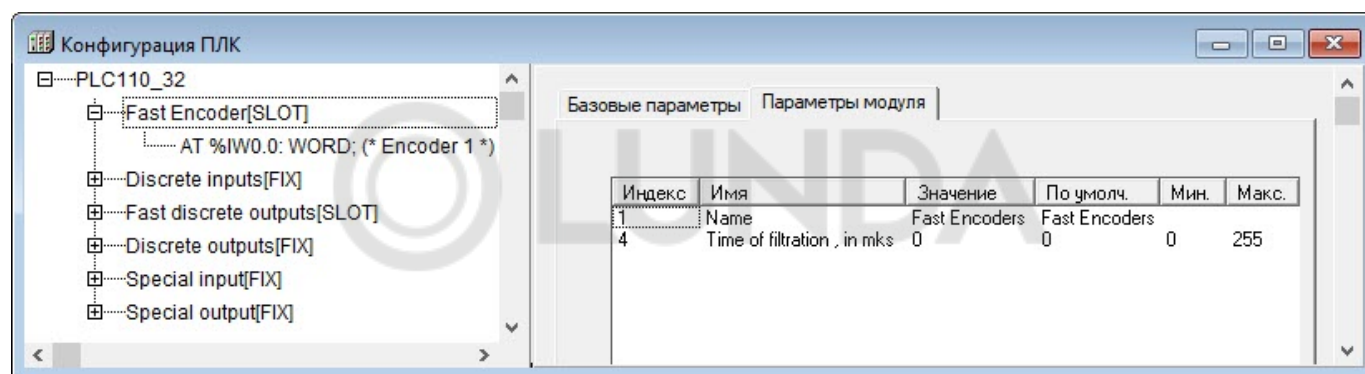 Конфигурация ПЛК
PLC110_32
Fast Encoder[SLOT]
AT %IW0.0: WORD; (* Encoder 1 *)
Discrete inputs[FIX]
Fast discrete outputs[SLOT]
Discrete outputs[FIX]
Special input[FIX]
Special output[FIX]
Базовые параметры Параметры модуля
Индекс Имя Значение По умолч. Мин. Макс.
1 Name Fast Encoders Fast Encoders
4 Time of filtration , in mks 0 0 0 255
LUNDA